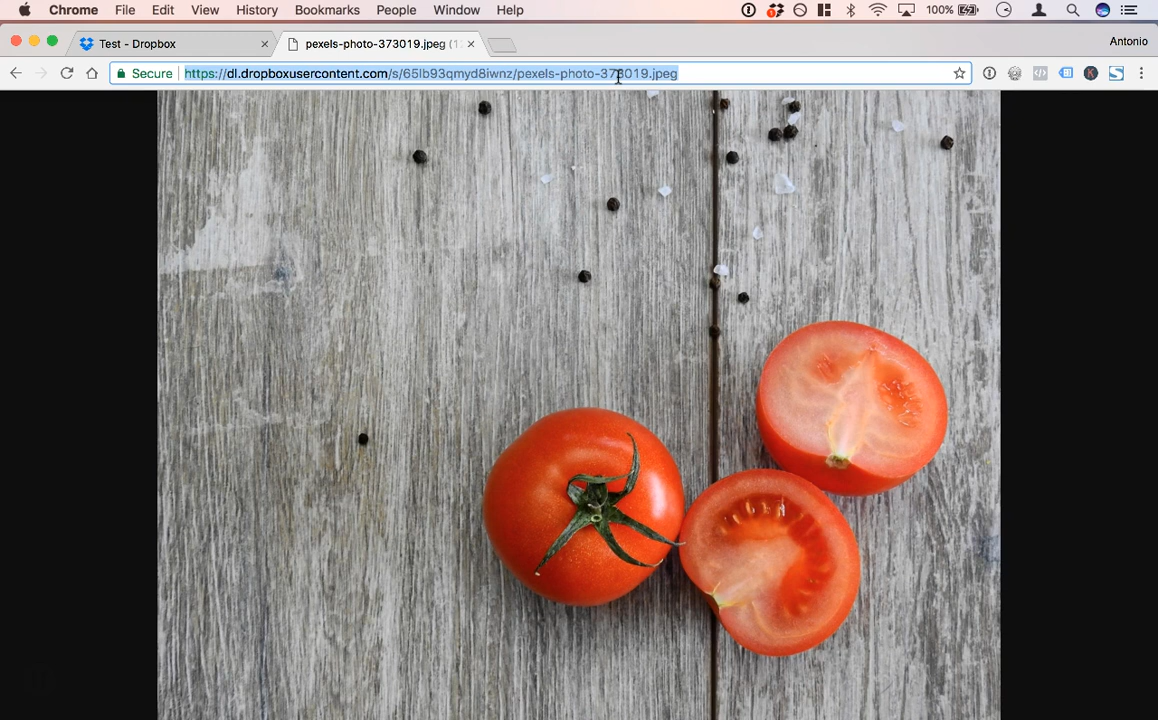 Chrome File Edit View History Bookmarks People Window Help 100%
Test - Dropbox pexels-photo-373019.jpeg (1 Antonio
Secure https://dl.dropboxusercontent.com/s/65lb93qmyd8iwnz/pexels-photo-373019.jpeg